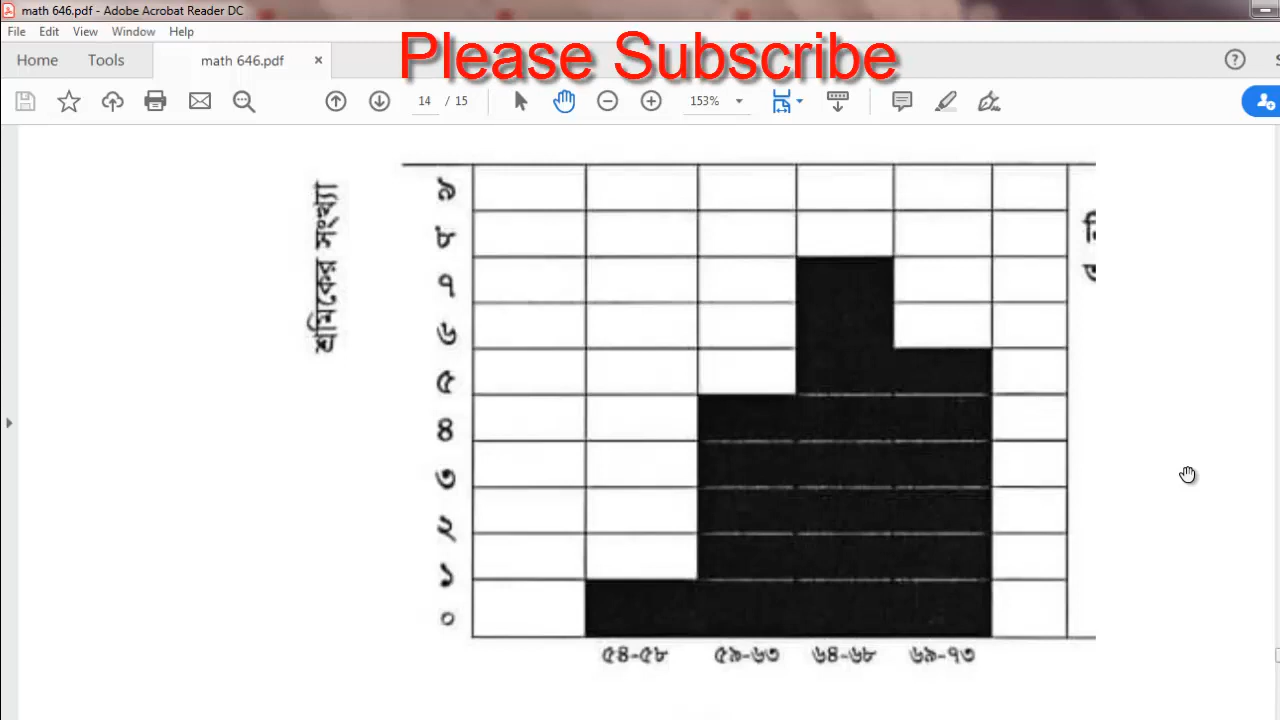 math 646.pdf - Adobe Acrobat Reader DC
File Edit View Window Help
Please Subscribe
Home Tools math 646.pdf ×
14 / 15 153%
শ্রমিকের সংখ্যা
৯
৮
৭
৬
৫
৪
৩
২
১
০
৫৪-৫৮ ৫৯-৬৩ ৬৪-৬৮ ৬৯-৭৩